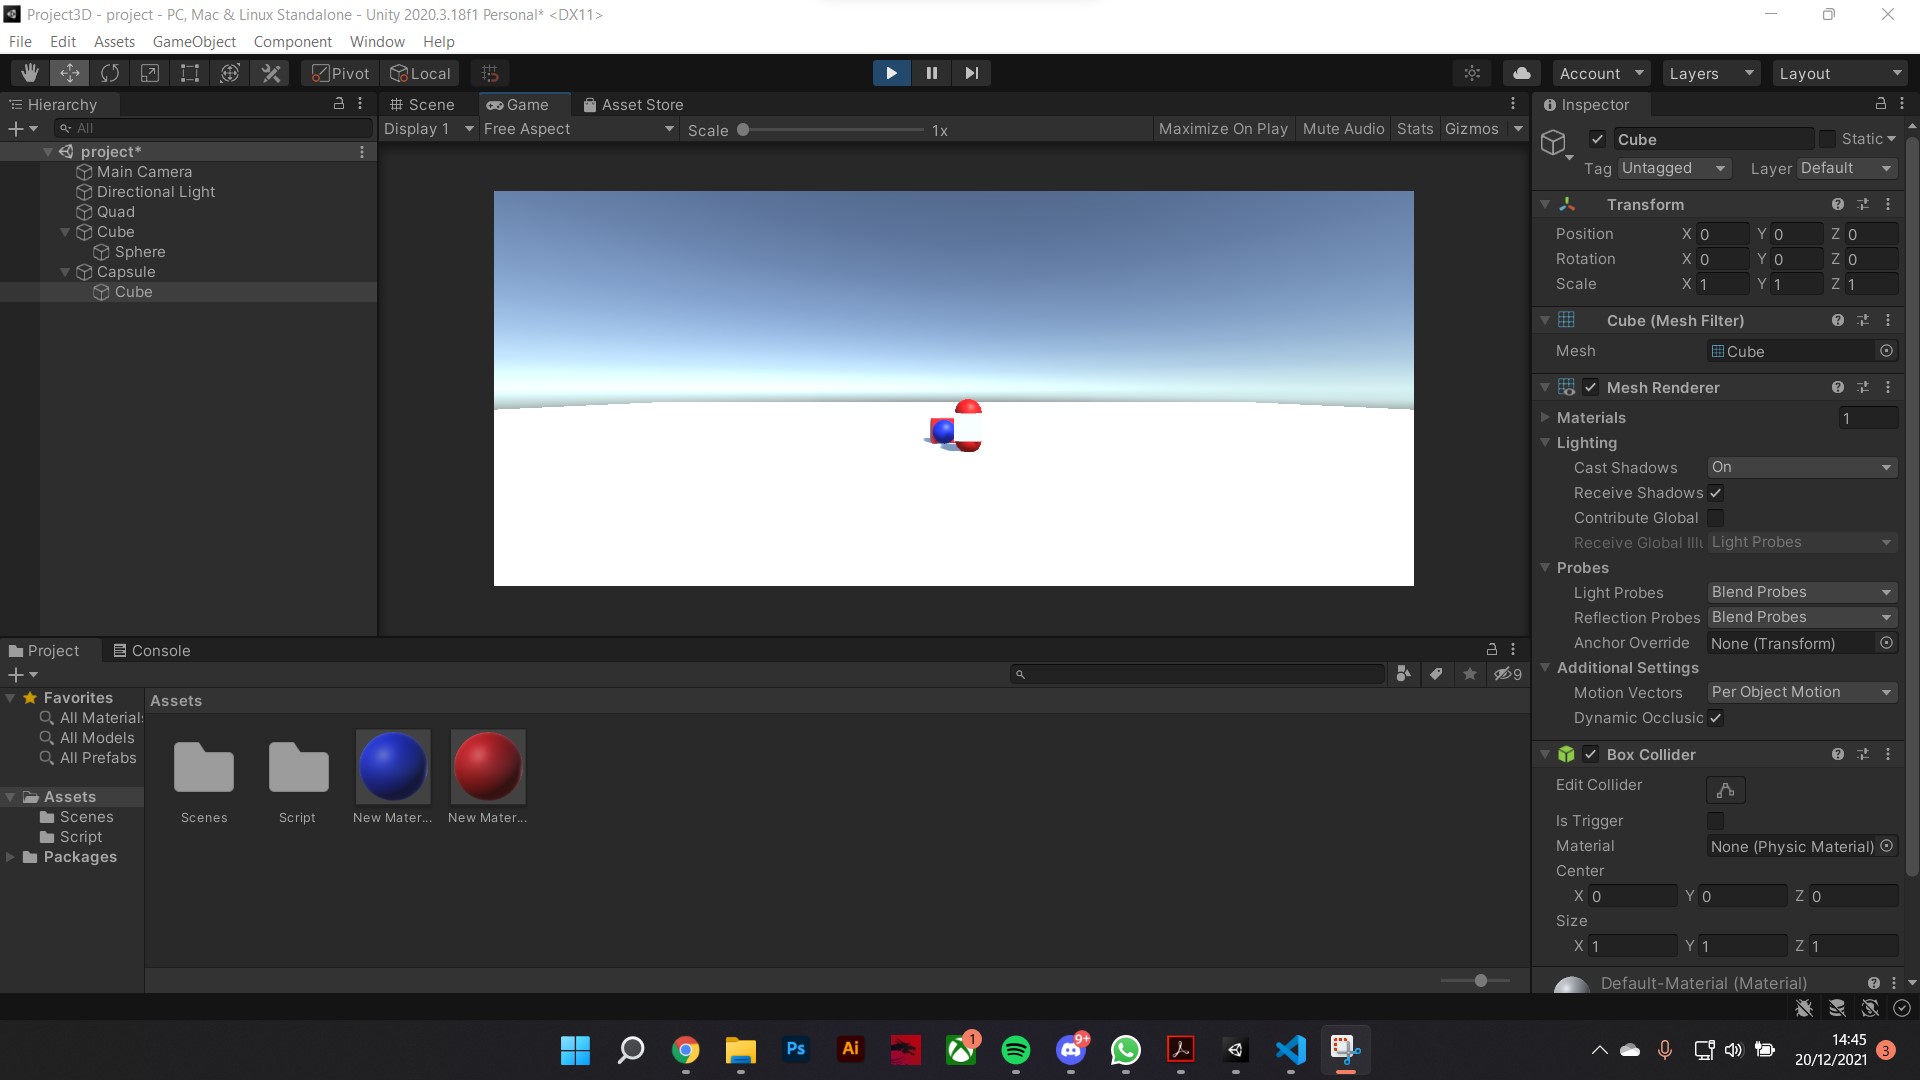 Project3D - project - PC, Mac & Linux Standalone - Unity 2020.3.18f1 Personal* <DX11>
File Edit Assets GameObject Component Window Help
Pivot Local Account Layers Layout
Hierarchy
All
project*
Main Camera
Directional Light
Quad
Cube
Sphere
Capsule
Cube
Scene Game Asset Store
Display 1 Free Aspect Scale 1x Maximize On Play Mute Audio Stats Gizmos
Inspector
Cube Static
Tag Untagged Layer Default
Transform
Position X 0 Y 0 Z 0
Rotation X 0 Y 0 Z 0
Scale X 1 Y 1 Z 1
Cube (Mesh Filter)
Mesh Cube
Mesh Renderer
Materials 1
Lighting
Cast Shadows On
Receive Shadows
Contribute Global
Receive Global Illu Light Probes
Probes
Light Probes Blend Probes
Reflection Probes Blend Probes
Anchor Override None (Transform)
Additional Settings
Motion Vectors Per Object Motion
Dynamic Occlusic
Box Collider
Edit Collider
Is Trigger
Material None (Physic Material)
Center
X 0 Y 0 Z 0
Size
X 1 Y 1 Z 1
Default-Material (Material)
Project Console
9
Favorites
All Materials
All Models
All Prefabs
Assets
Scenes
Script
Packages
Assets
Scenes Script New Mater... New Mater...
Ps Ai 1 9+
14:45
20/12/2021 3